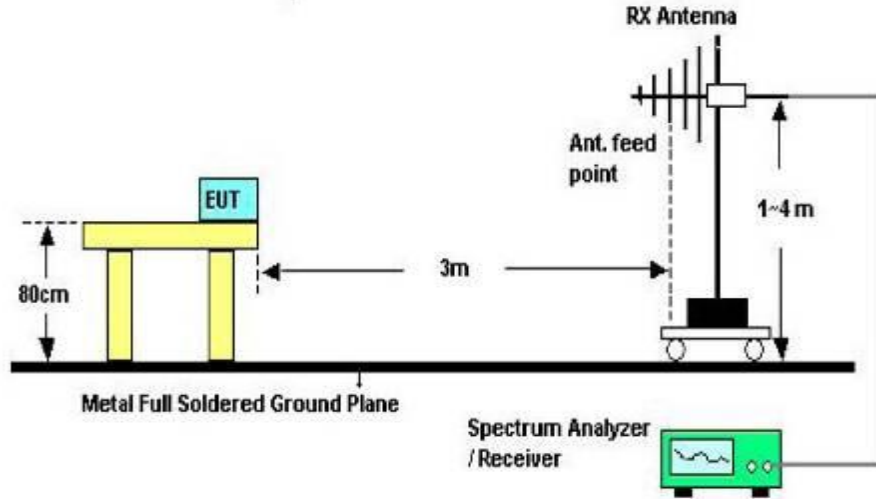 RX Antenna
Ant. feed
point
EUT
1~4 m
3m
80cm
Metal Full Soldered Ground Plane
Spectrum Analyzer
/ Receiver